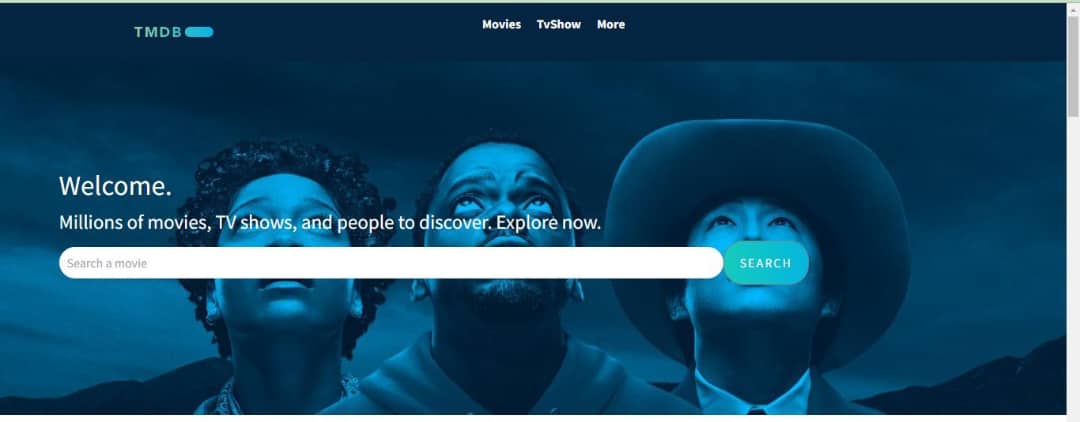 TMDB
Movies TvShow More
Welcome.
Millions of movies, TV shows, and people to discover. Explore now.
Search a movie
SEARCH